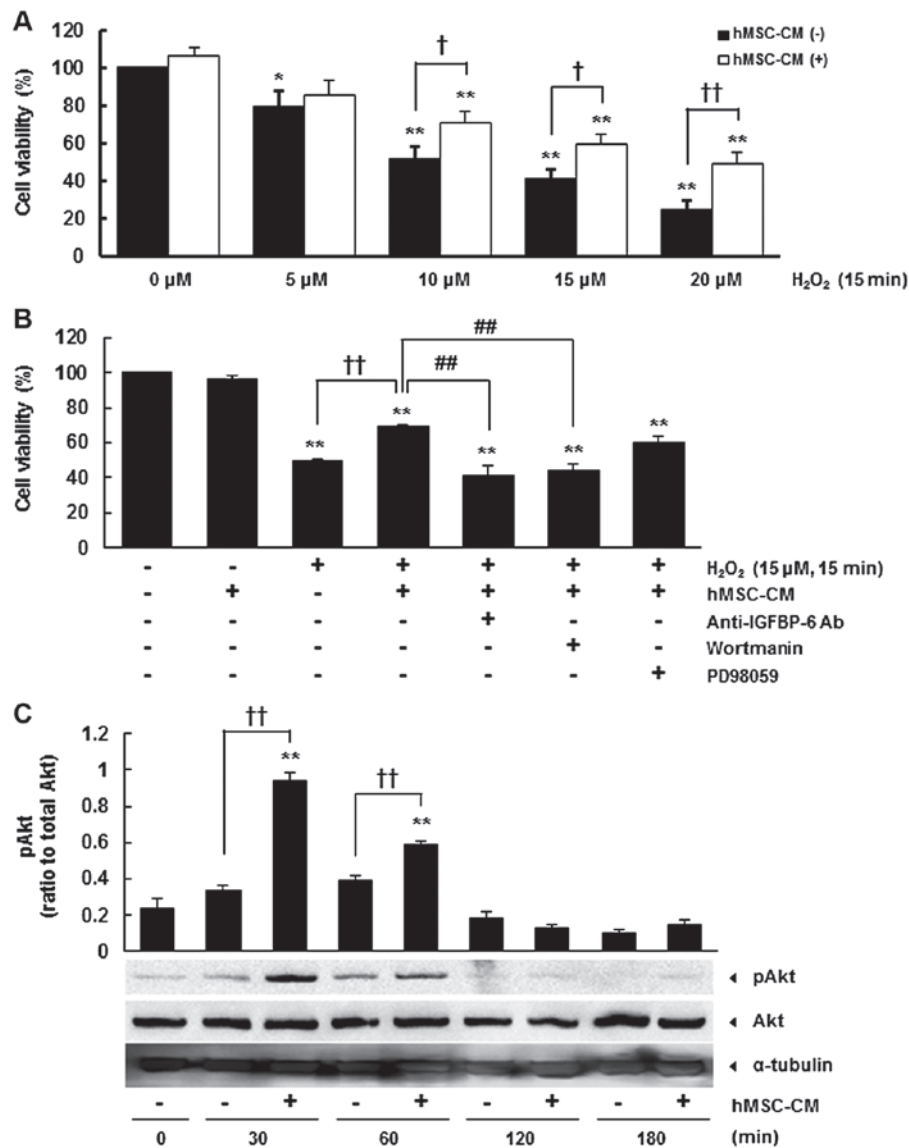 A
hMSC-CM (-)
hMSC-CM (+)
Cell viability (%)
120
100
80
60
40
20
0
*
**
**
**
**
**
**
†
†
††
0 µM 5 µM 10 µM 15 µM 20 µM H₂O₂ (15 min)
B
Cell viability (%)
120
100
80
60
40
20
0
##
†† ##
** ** ** ** **
- - + + + + + H₂O₂ (15 µM, 15 min)
- + - + + + + hMSC-CM
- - - - + - - Anti-IGFBP-6 Ab
- - - - - + - Wortmanin
- - - - - - + PD98059
C
pAkt
(ratio to total Akt)
1.2
1
0.8
0.6
0.4
0.2
0
††
**
††
**
◄ pAkt
◄ Akt
◄ α-tubulin
- - + - + - + - + hMSC-CM
0 30 60 120 180 (min)